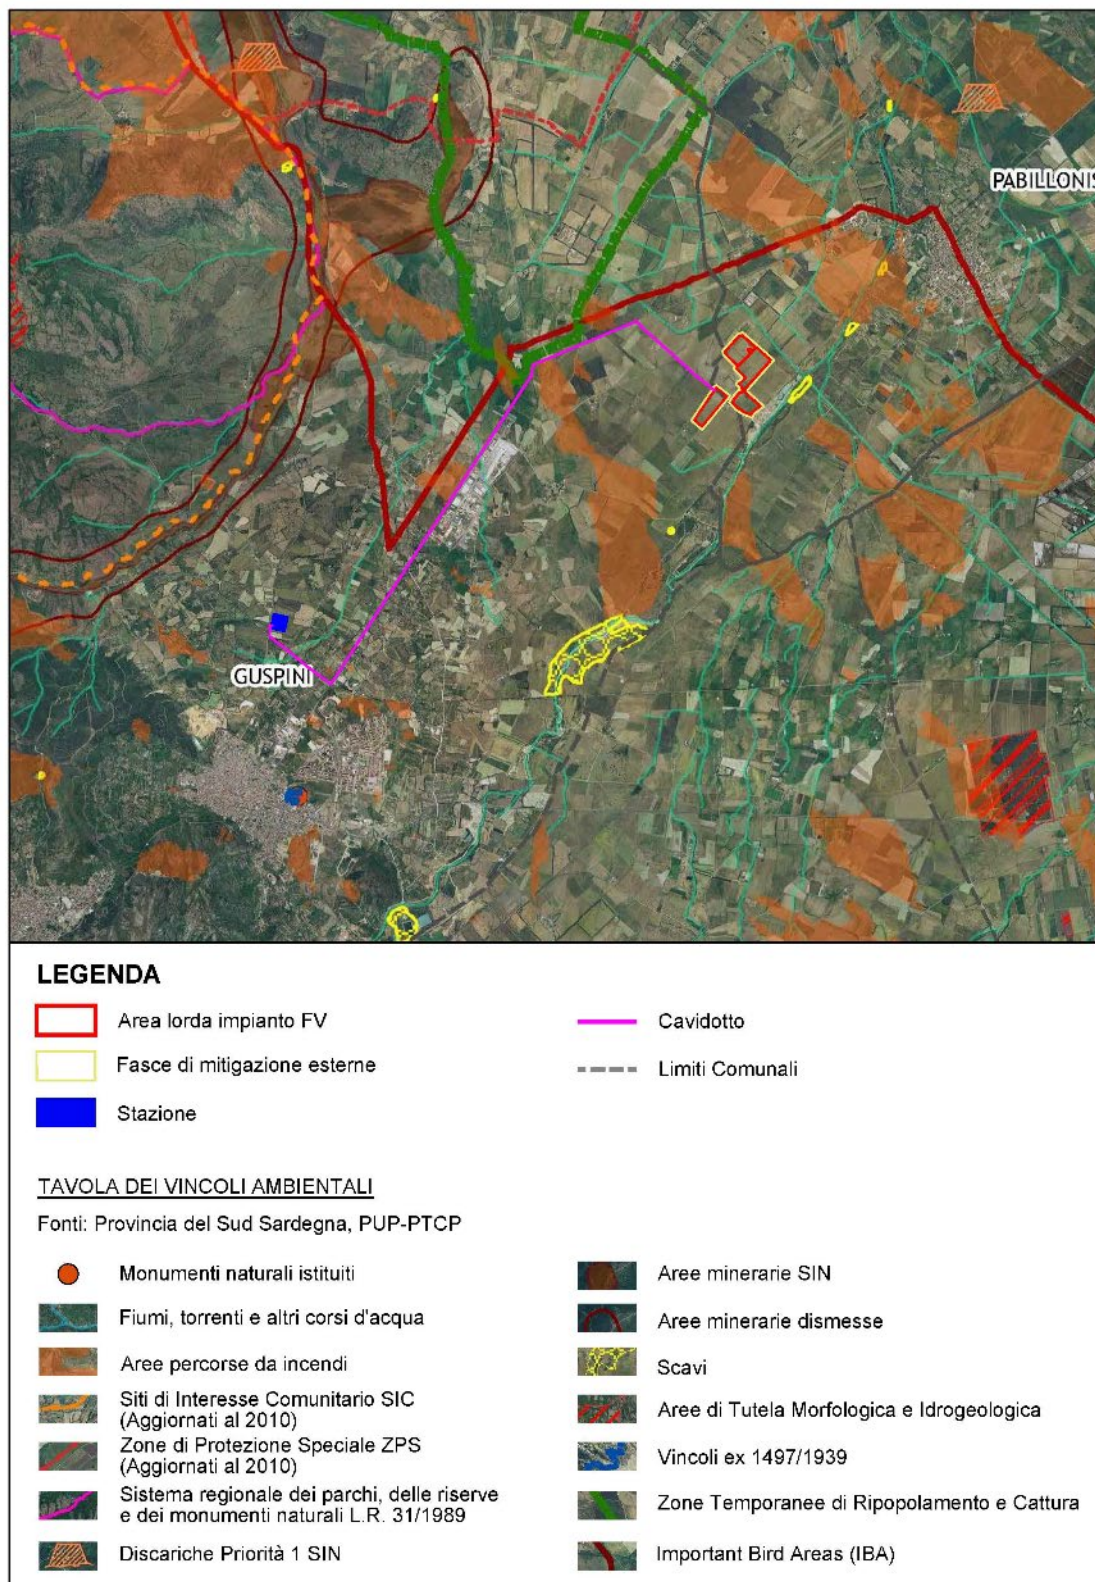 PABILLONIS
GUSPINI
LEGENDA
Area lorda impianto FV
Fasce di mitigazione esterne
Stazione
Cavidotto
Limiti Comunali
TAVOLA DEI VINCOLI AMBIENTALI
Fonti: Provincia del Sud Sardegna, PUP-PTCP
Monumenti naturali istituiti
Fiumi, torrenti e altri corsi d'acqua
Aree percorse da incendi
Siti di Interesse Comunitario SIC
(Aggiornati al 2010)
Zone di Protezione Speciale ZPS
(Aggiornati al 2010)
Sistema regionale dei parchi, delle riserve
e dei monumenti naturali L.R. 31/1989
Discariche Priorità 1 SIN
Aree minerarie SIN
Aree minerarie dismesse
Scavi
Aree di Tutela Morfologica e Idrogeologica
Vincoli ex 1497/1939
Zone Temporanee di Ripopolamento e Cattura
Important Bird Areas (IBA)